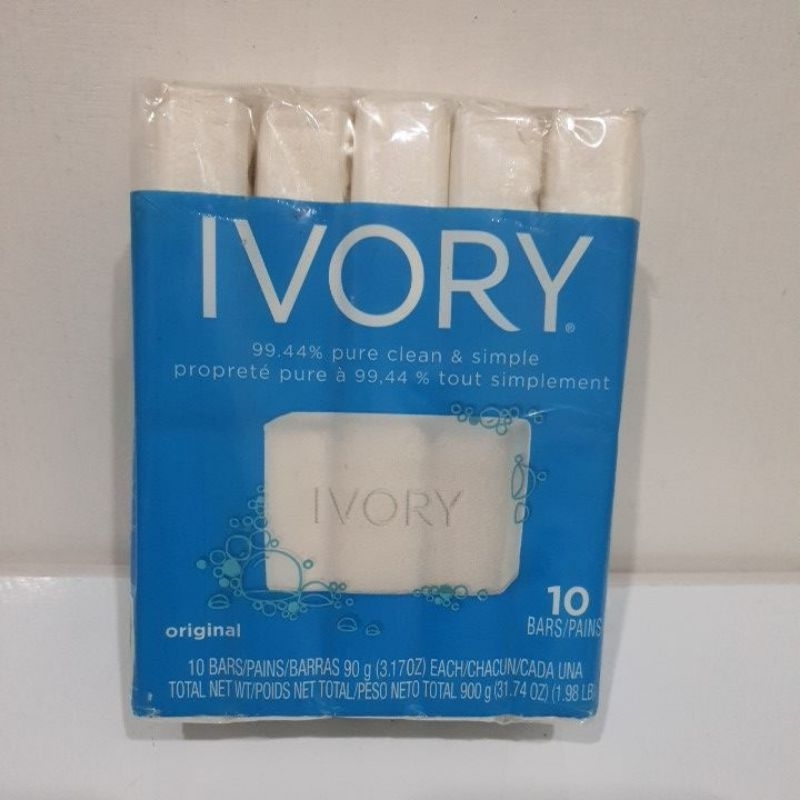 IVORY®
99.44% pure clean & simple
propreté pure à 99,44 % tout simplement
IVORY
10
BARS/PAINS
original
10 BARS/PAINS/BARRAS 90 g (3.17OZ) EACH/CHACUN/CADA UNA
TOTAL NET WT/POIDS NET TOTAL/PESO NETO TOTAL 900 g (31.74 OZ) (1.98 LB